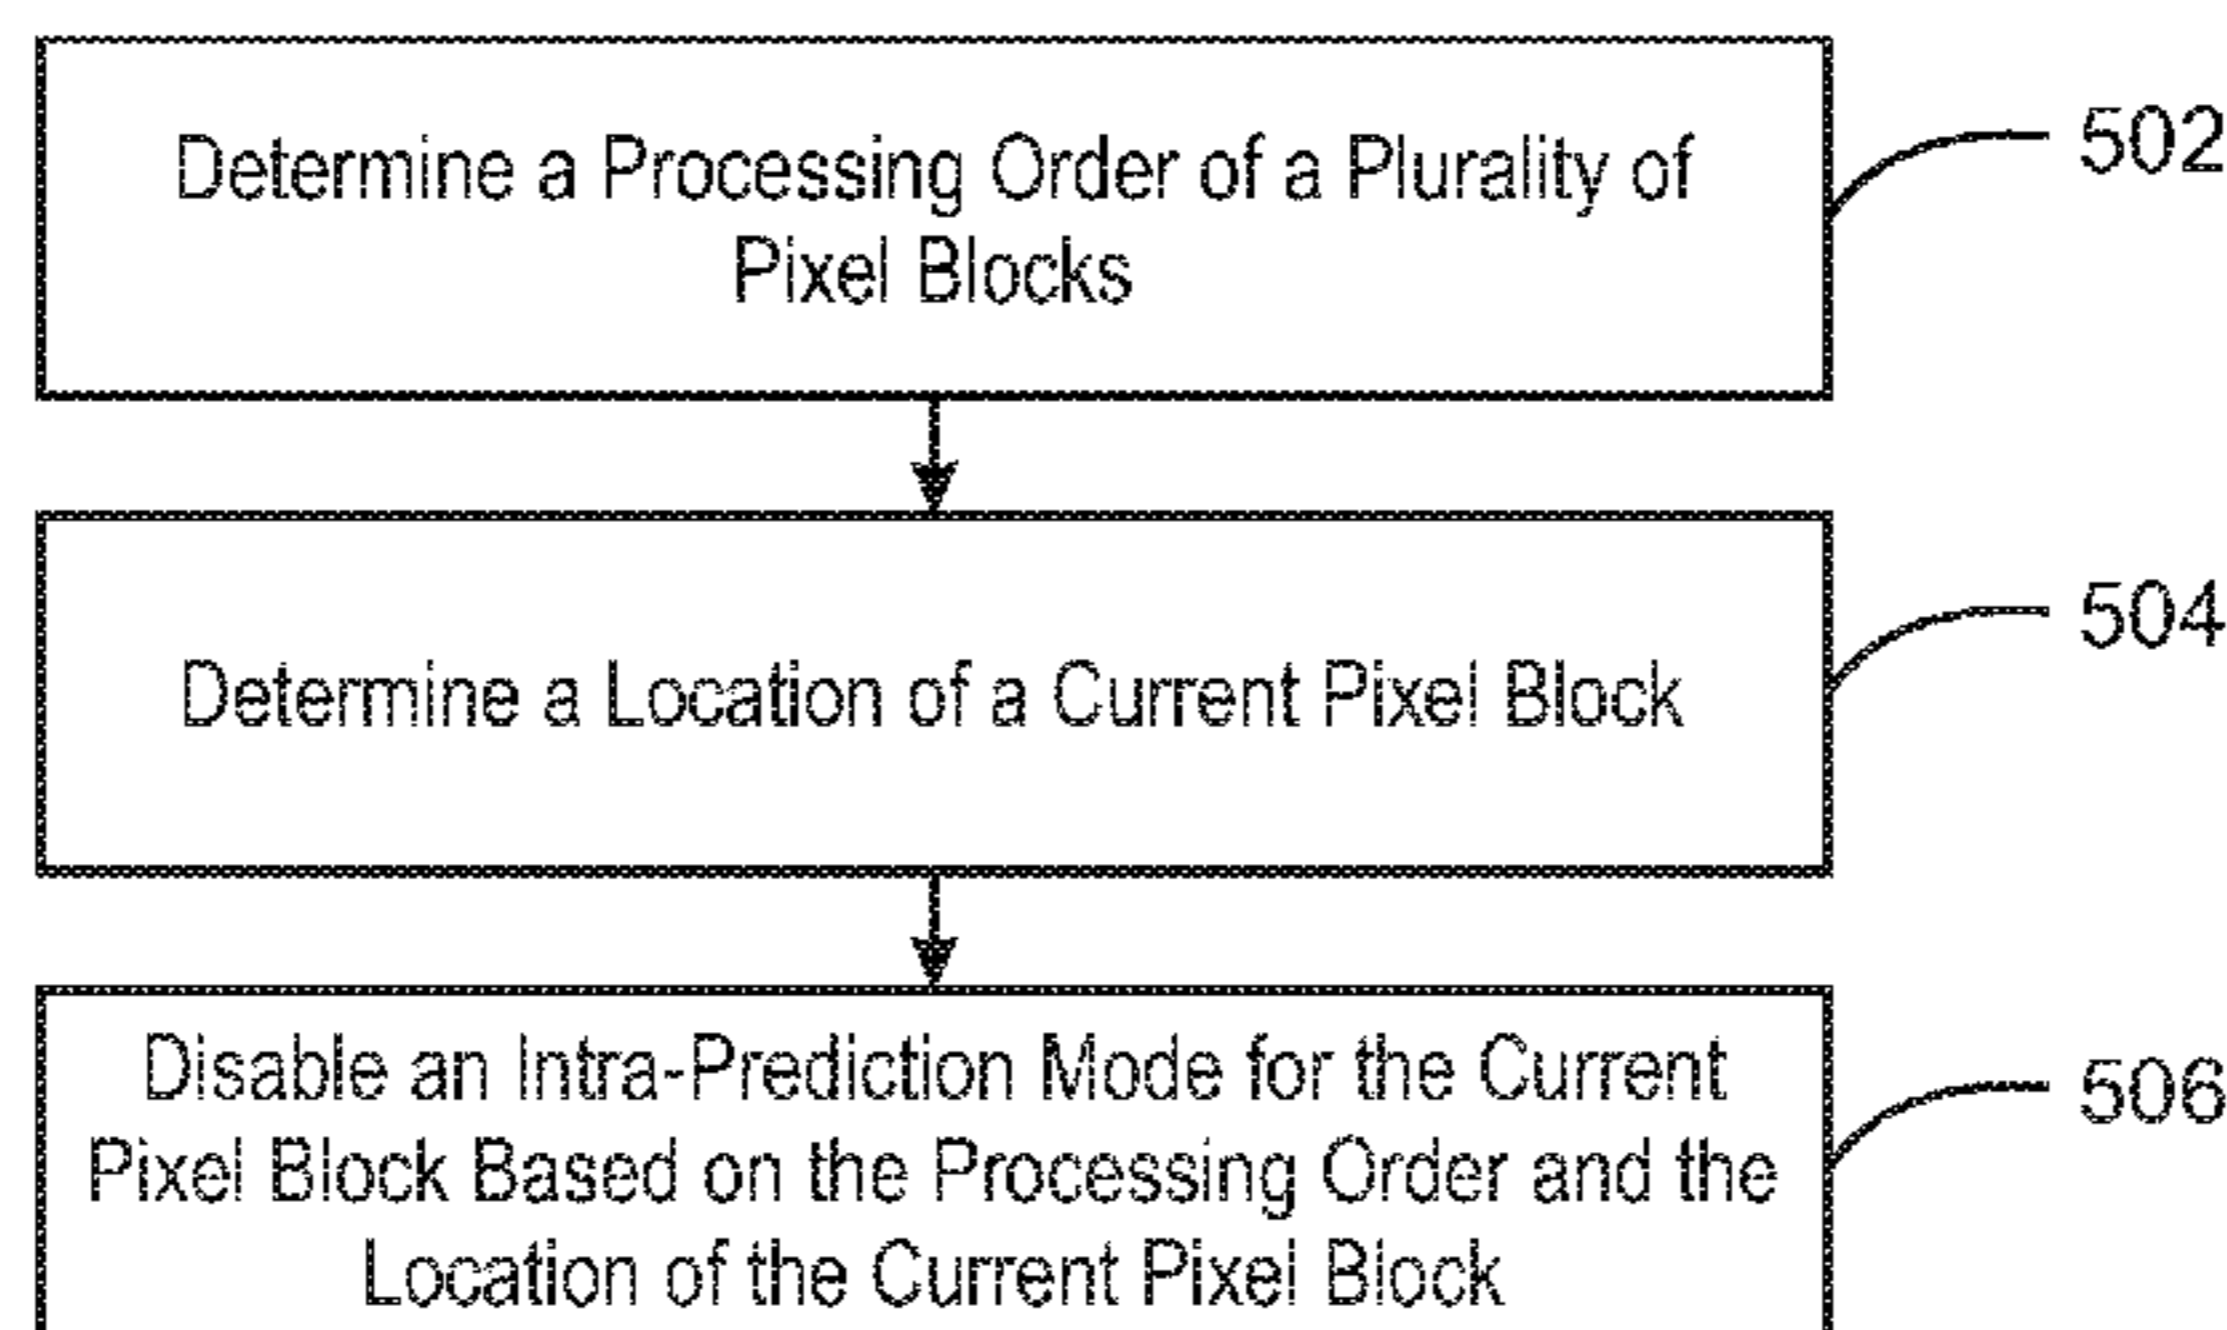 Determine a Processing Order of a Plurality of
Pixel Blocks
502
Determine a Location of a Current Pixel Block
504
Disable an Intra-Prediction Mode for the Current
Pixel Block Based on the Processing Order and the
Location of the Current Pixel Block
506